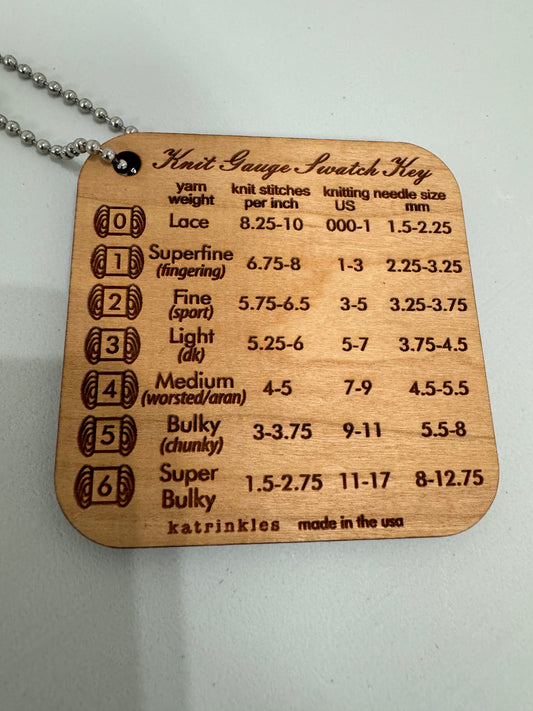 Knit Gauge Swatch Key
yarn weight knit stitches per inch knitting needle size US mm
0 Lace 8.25-10 000-1 1.5-2.25
1 Superfine (fingering) 6.75-8 1-3 2.25-3.25
2 Fine (sport) 5.75-6.5 3-5 3.25-3.75
3 Light (dk) 5.25-6 5-7 3.75-4.5
4 Medium (worsted/aran) 4-5 7-9 4.5-5.5
5 Bulky (chunky) 3-3.75 9-11 5.5-8
6 Super Bulky 1.5-2.75 11-17 8-12.75
katrinkles made in the usa